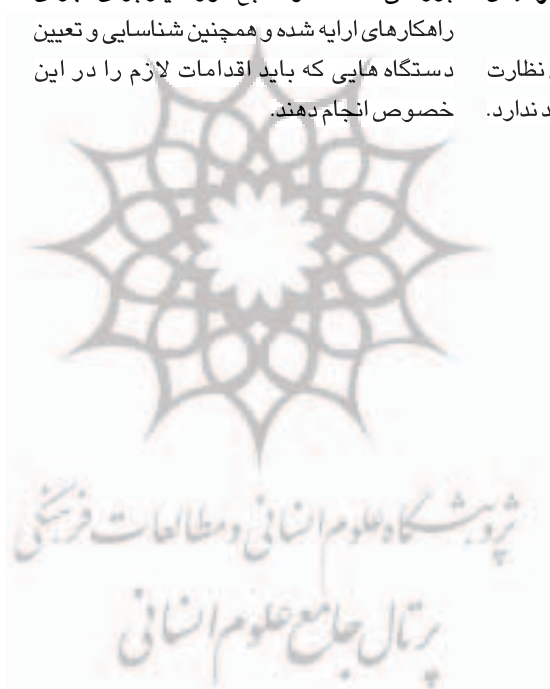 راهکارهای ارایه شده و همچنین شناسایی و تعیین
دستگاه هایی که باید اقدامات لازم را در این
خصوص انجام دهند.
نظارت
ندارد.
پژوهشگاه علوم انسانی و مطالعات فرهنگی
پرتال جامع علوم انسانی